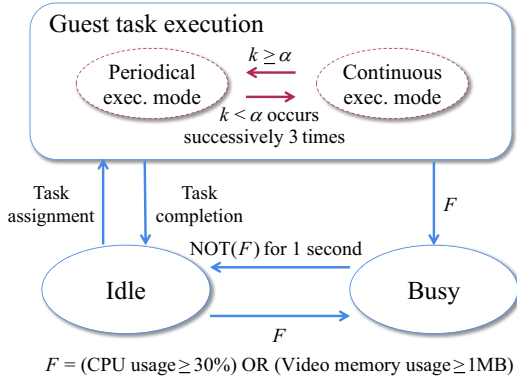 Guest task execution
k ≥ α
Periodical
exec. mode
Continuous
exec. mode
k < α occurs
successively 3 times
Task
assignment
Task
completion
F
NOT(F) for 1 second
Idle
Busy
F
F = (CPU usage ≥ 30%) OR (Video memory usage ≥ 1MB)